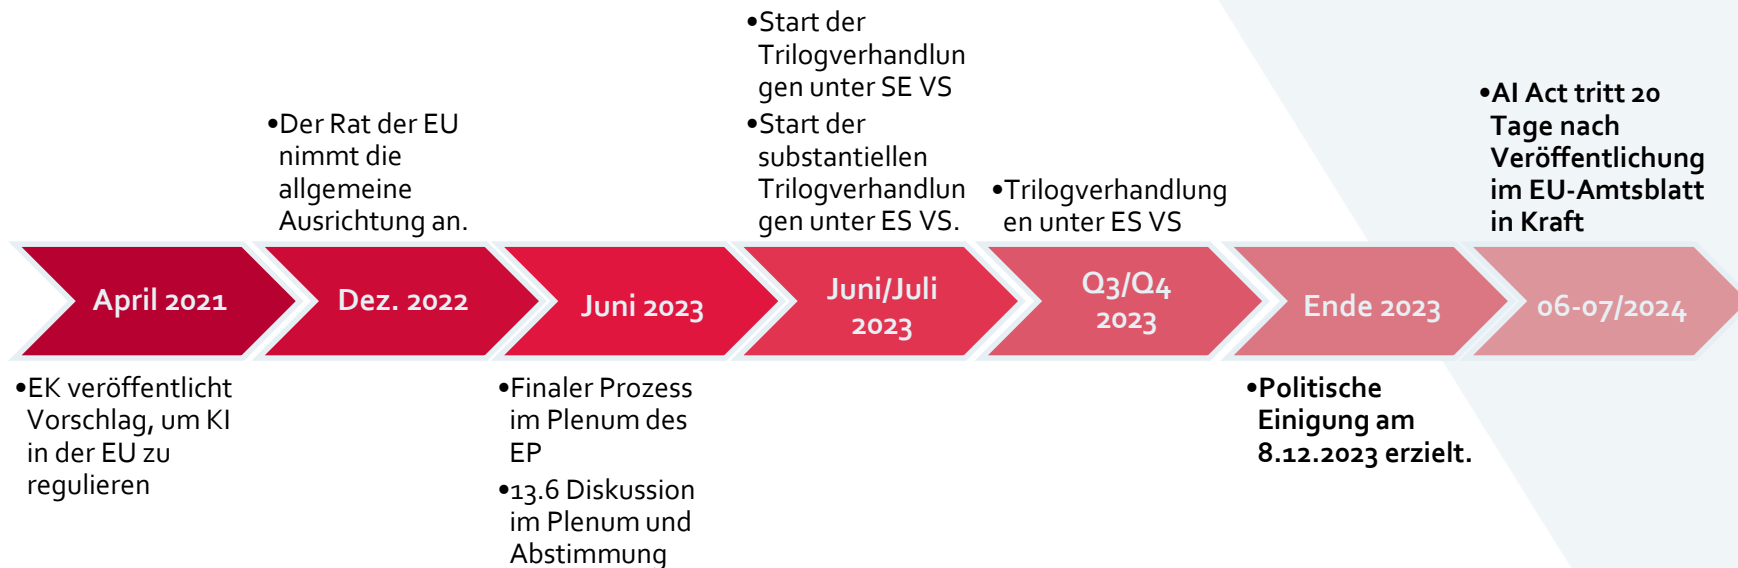 April 2021
•EK veröffentlicht
Vorschlag, um KI
in der EU zu
regulieren
•Der Rat der EU
nimmt die
allgemeine
Ausrichtung an.
Dez. 2022
Juni 2023
•Finaler Prozess
im Plenum des
EP
•13.6 Diskussion
im Plenum und
Abstimmung
•Start der
Trilogverhandlun
gen unter SE VS
•Start der
substantiellen
Trilogverhandlun
gen unter ES VS.
Juni/Juli
2023
•Trilogverhandlung
en unter ES VS
Q3/Q4
2023
Ende 2023
•Politische
Einigung am
8.12.2023 erzielt.
•AI Act tritt 20
Tage nach
Veröffentlichung
im EU-Amtsblatt
in Kraft
06-07/2024